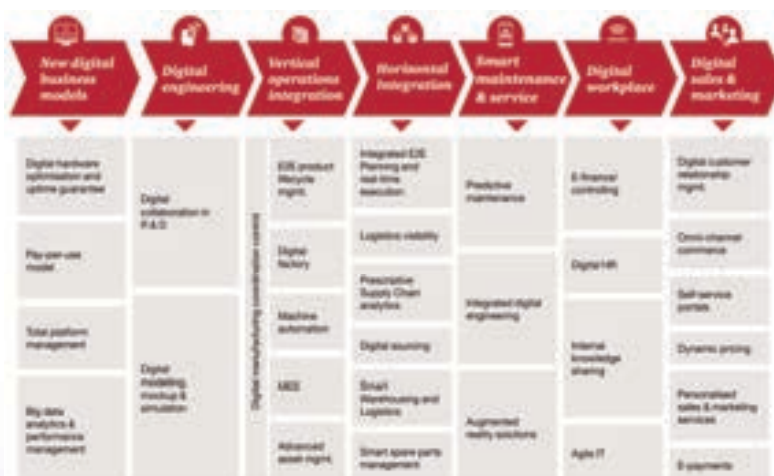 New digital
business
models
Digital
engineering
Vertical
operations
integration
Horizontal
Integration
Smart
maintenance
& service
Digital
workplace
Digital
sales &
marketing
Digital hardware
optimisation and
uptime guarantee
Pay-per-use
model
Total platform
management
Big data
analytics &
performance
management
Digital
collaboration in
R & D
Digital
modelling,
mockup &
simulation
Digital manufacturing coordination control
E2E product
lifecycle
mgmt.
Digital
factory
Machine
automation
MES
Advanced
asset mgmt.
Integrated E2E
Planning and
real-time
execution
Logistics visibility
Prescriptive
Supply Chain
analytics
Digital sourcing
Smart
Warehousing and
Logistics
Smart spare parts
management
Predictive
maintenance
Integrated digital
engineering
Augmented
reality solutions
E-financial
controlling
Digital HR
Internal
knowledge
sharing
Agile IT
Digital customer
relationship
mgmt.
Omni-channel
commerce
Self-service
portals
Dynamic pricing
Personalised
sales & marketing
services
E-payments